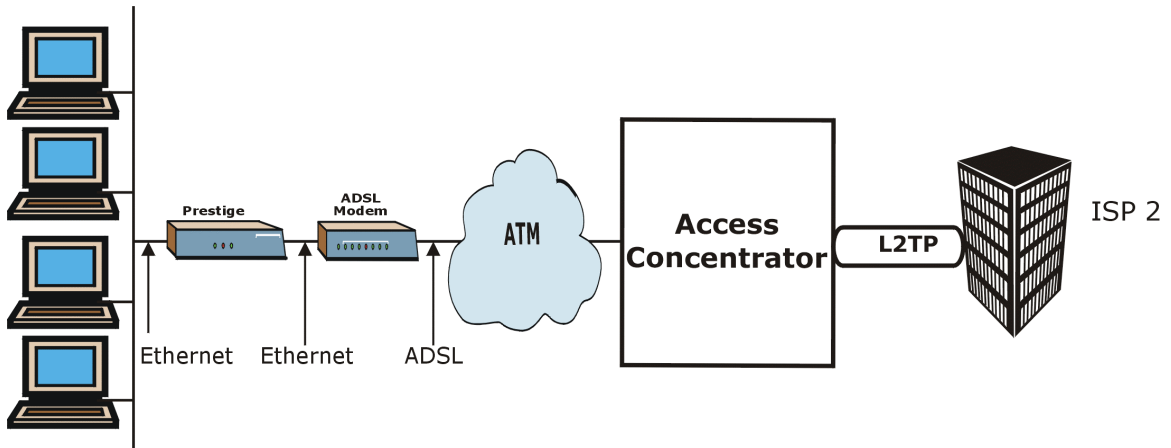 Prestige
ADSL
Modem
Ethernet
Ethernet
ADSL
ATM
Access
Concentrator
L2TP
ISP 2